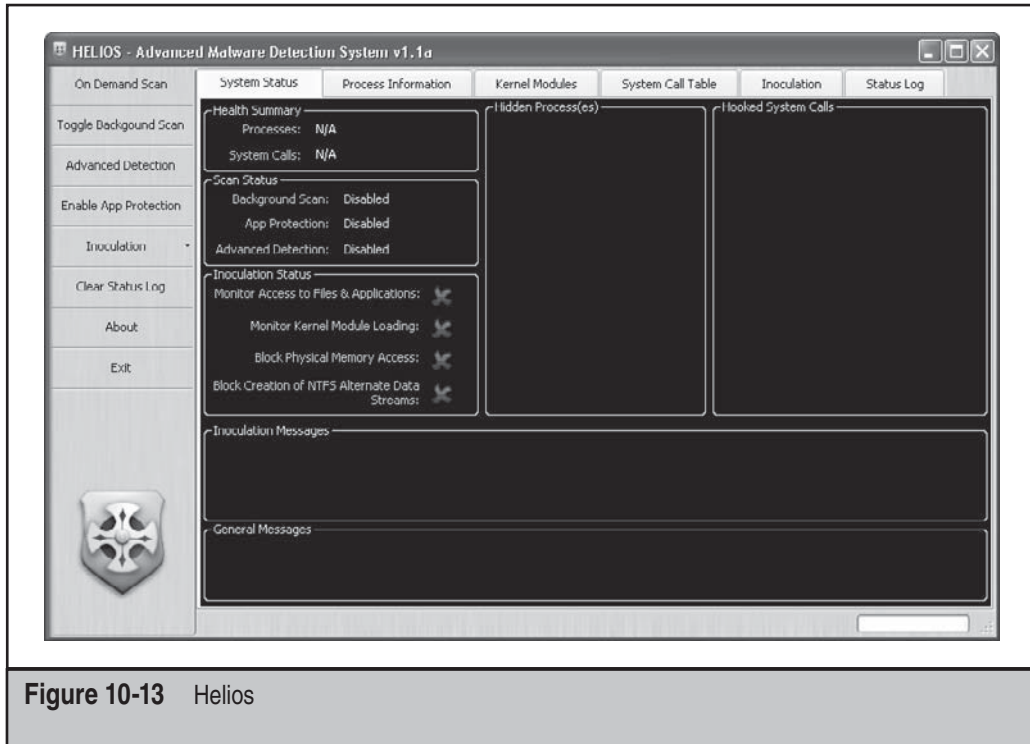 HELIOS - Advanced Malware Detection System v1.1a
On Demand Scan
Toggle Backgound Scan
Advanced Detection
Enable App Protection
Inoculation
Clear Status Log
About
Exit
System Status
Process Information
Kernel Modules
System Call Table
Inoculation
Status Log
Health Summary
Processes: N/A
System Calls: N/A
Scan Status
Background Scan: Disabled
App Protection: Disabled
Advanced Detection: Disabled
Inoculation Status
Monitor Access to Files & Applications:
Monitor Kernel Module Loading:
Block Physical Memory Access:
Block Creation of NTFS Alternate Data
Streams:
Hidden Process(es)
Hooked System Calls
Inoculation Messages
General Messages
Figure 10-13 Helios